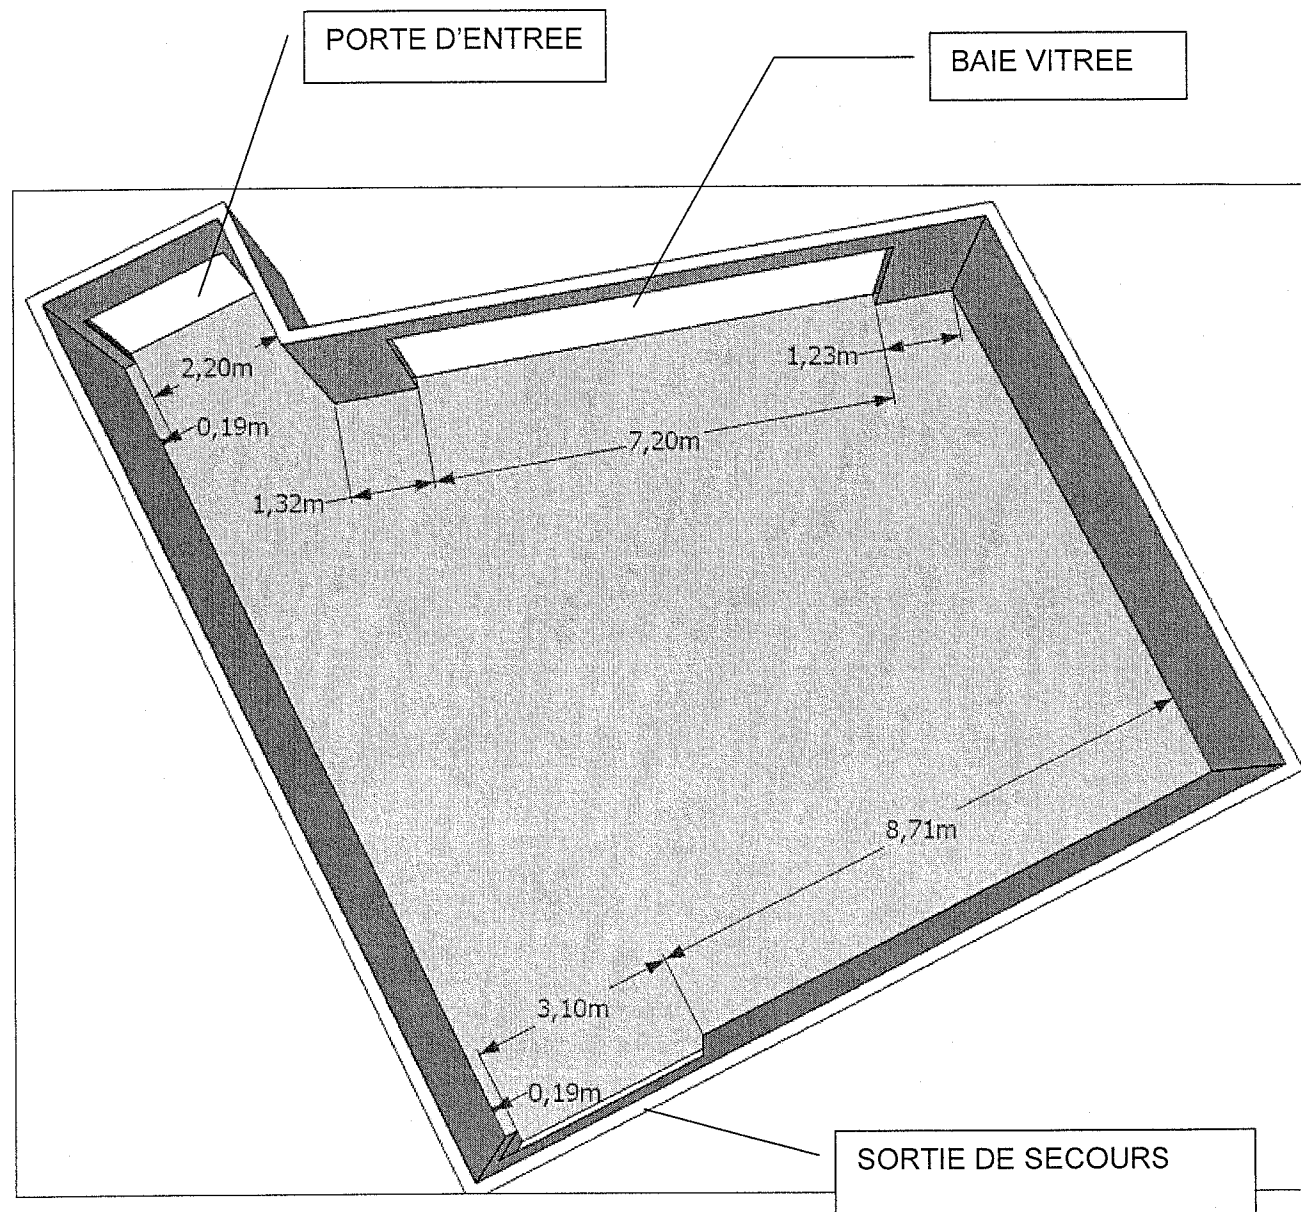 PORTE D'ENTREE
BAIE VITREE
2,20m
1,23m
0,19m
7,20m
1,32m
8,71m
3,10m
0,19m
SORTIE DE SECOURS